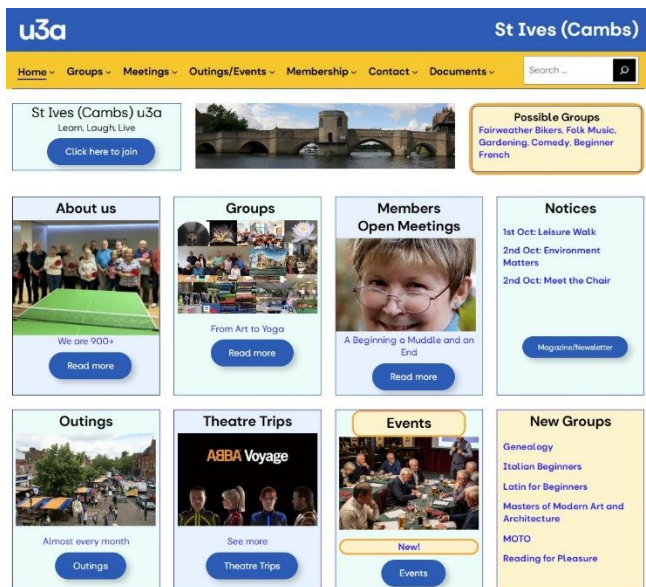 u3a
St Ives (Cambs)
Home
Groups
Meetings
Outings/Events
Membership
Contact
Documents
Search ...
St Ives (Cambs) u3a
Learn, Laugh, Live
Click here to join
Possible Groups
Fairweather Bikers, Folk Music,
Gardening, Comedy, Beginner
French
About us
We are 900+
Read more
Groups
From Art to Yoga
Read more
Members
Open Meetings
A Beginning a Muddle and an
End
Read more
Notices
1st Oct: Leisure Walk
2nd Oct: Environment
Matters
2nd Oct: Meet the Chair
Magazine/Newsletter
Outings
Almost every month
Outings
Theatre Trips
ABBA Voyage
See more
Theatre Trips
Events
New!
Events
New Groups
Genealogy
Italian Beginners
Latin for Beginners
Masters of Modern Art and
Architecture
MOTO
Reading for Pleasure